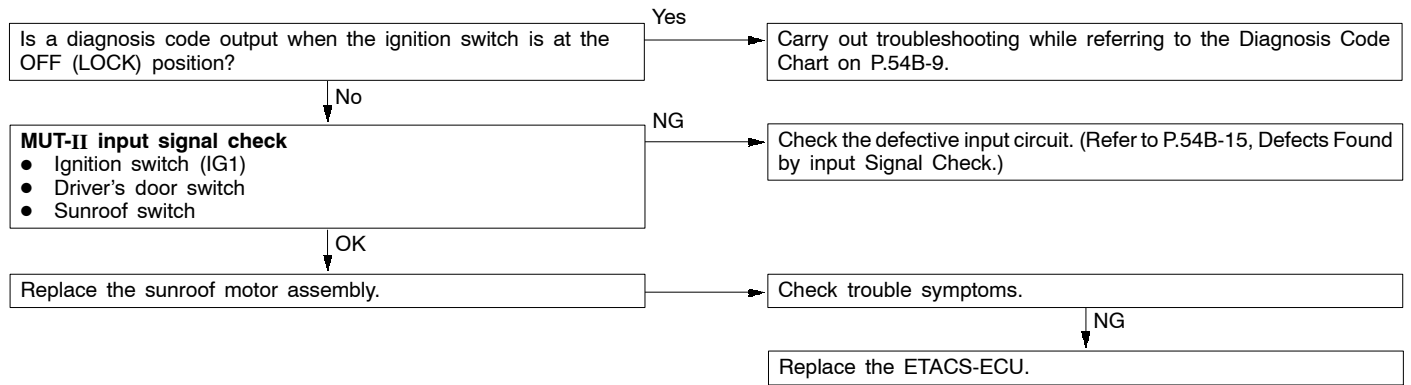 Is a diagnosis code output when the ignition switch is at the
OFF (LOCK) position?
Yes
Carry out troubleshooting while referring to the Diagnosis Code
Chart on P.54B-9.
No
MUT-II input signal check
● Ignition switch (IG1)
● Driver's door switch
● Sunroof switch
NG
Check the defective input circuit. (Refer to P.54B-15, Defects Found
by input Signal Check.)
OK
Replace the sunroof motor assembly.
Check trouble symptoms.
NG
Replace the ETACS-ECU.